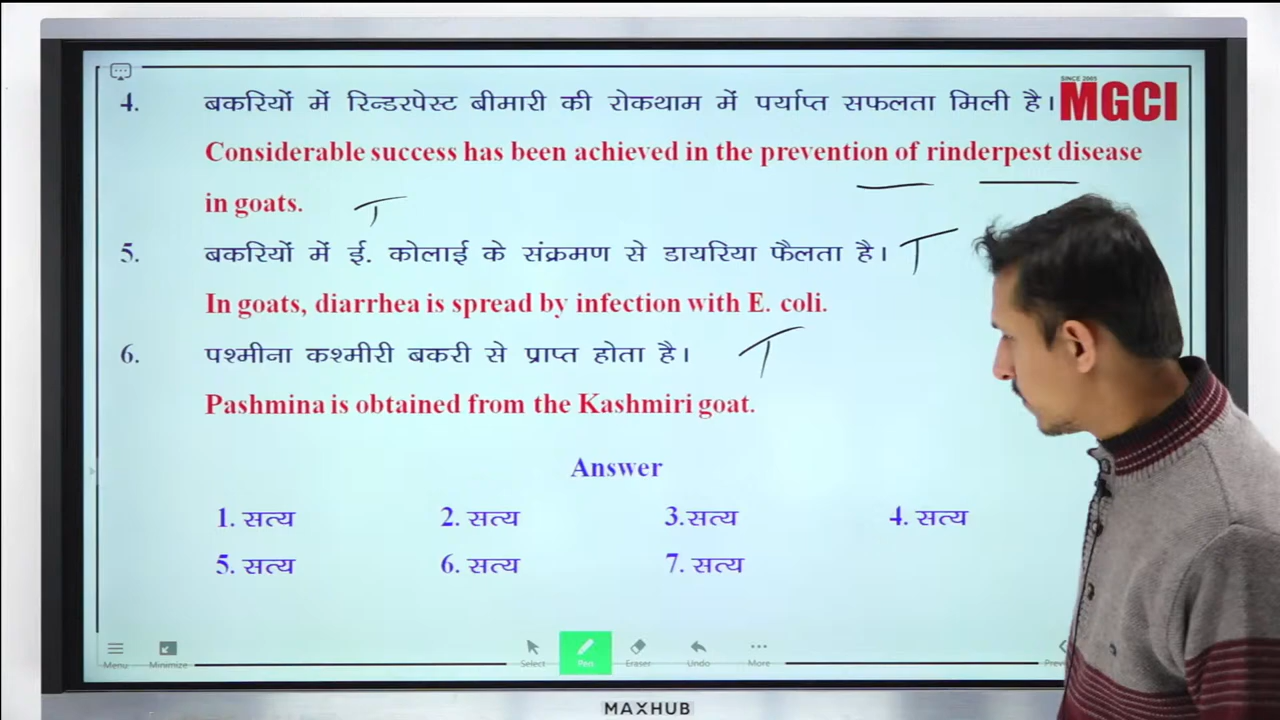 SINCE 2005
MGCI
4. बकरियों में रिन्डरपेस्ट बीमारी की रोकथाम में पर्याप्त सफलता मिली है।
Considerable success has been achieved in the prevention of rinderpest disease
in goats. T
5. बकरियों में ई. कोलाई के संक्रमण से डायरिया फैलता है। T
In goats, diarrhea is spread by infection with E. coli.
6. पश्मीना कश्मीरी बकरी से प्राप्त होता है। T
Pashmina is obtained from the Kashmiri goat.
Answer
1. सत्य 2. सत्य 3.सत्य 4. सत्य
5. सत्य 6. सत्य 7. सत्य
Menu Minimize Select Pen Eraser Undo More
MAXHUB